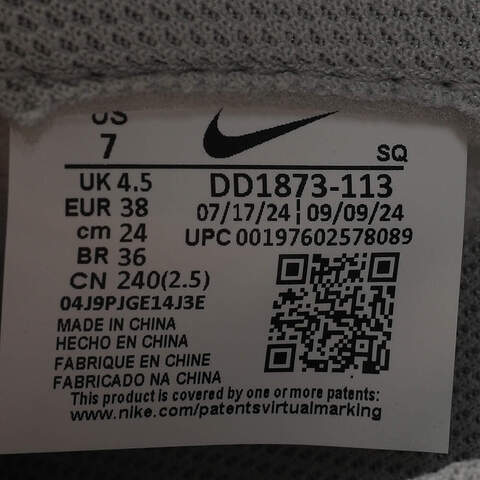 US
7
SQ
UK 4.5
EUR 38
cm 24
BR 36
CN 240(2.5)
DD1873-113
07/17/24 | 09/09/24
UPC 00197602578089
04J9PJGE14J3E
MADE IN CHINA
HECHO EN CHINA
FABRIQUE EN CHINE
FABRICADO NA CHINA
This product is covered by one or more patents:
www.nike.com/patentsvirtualmarking